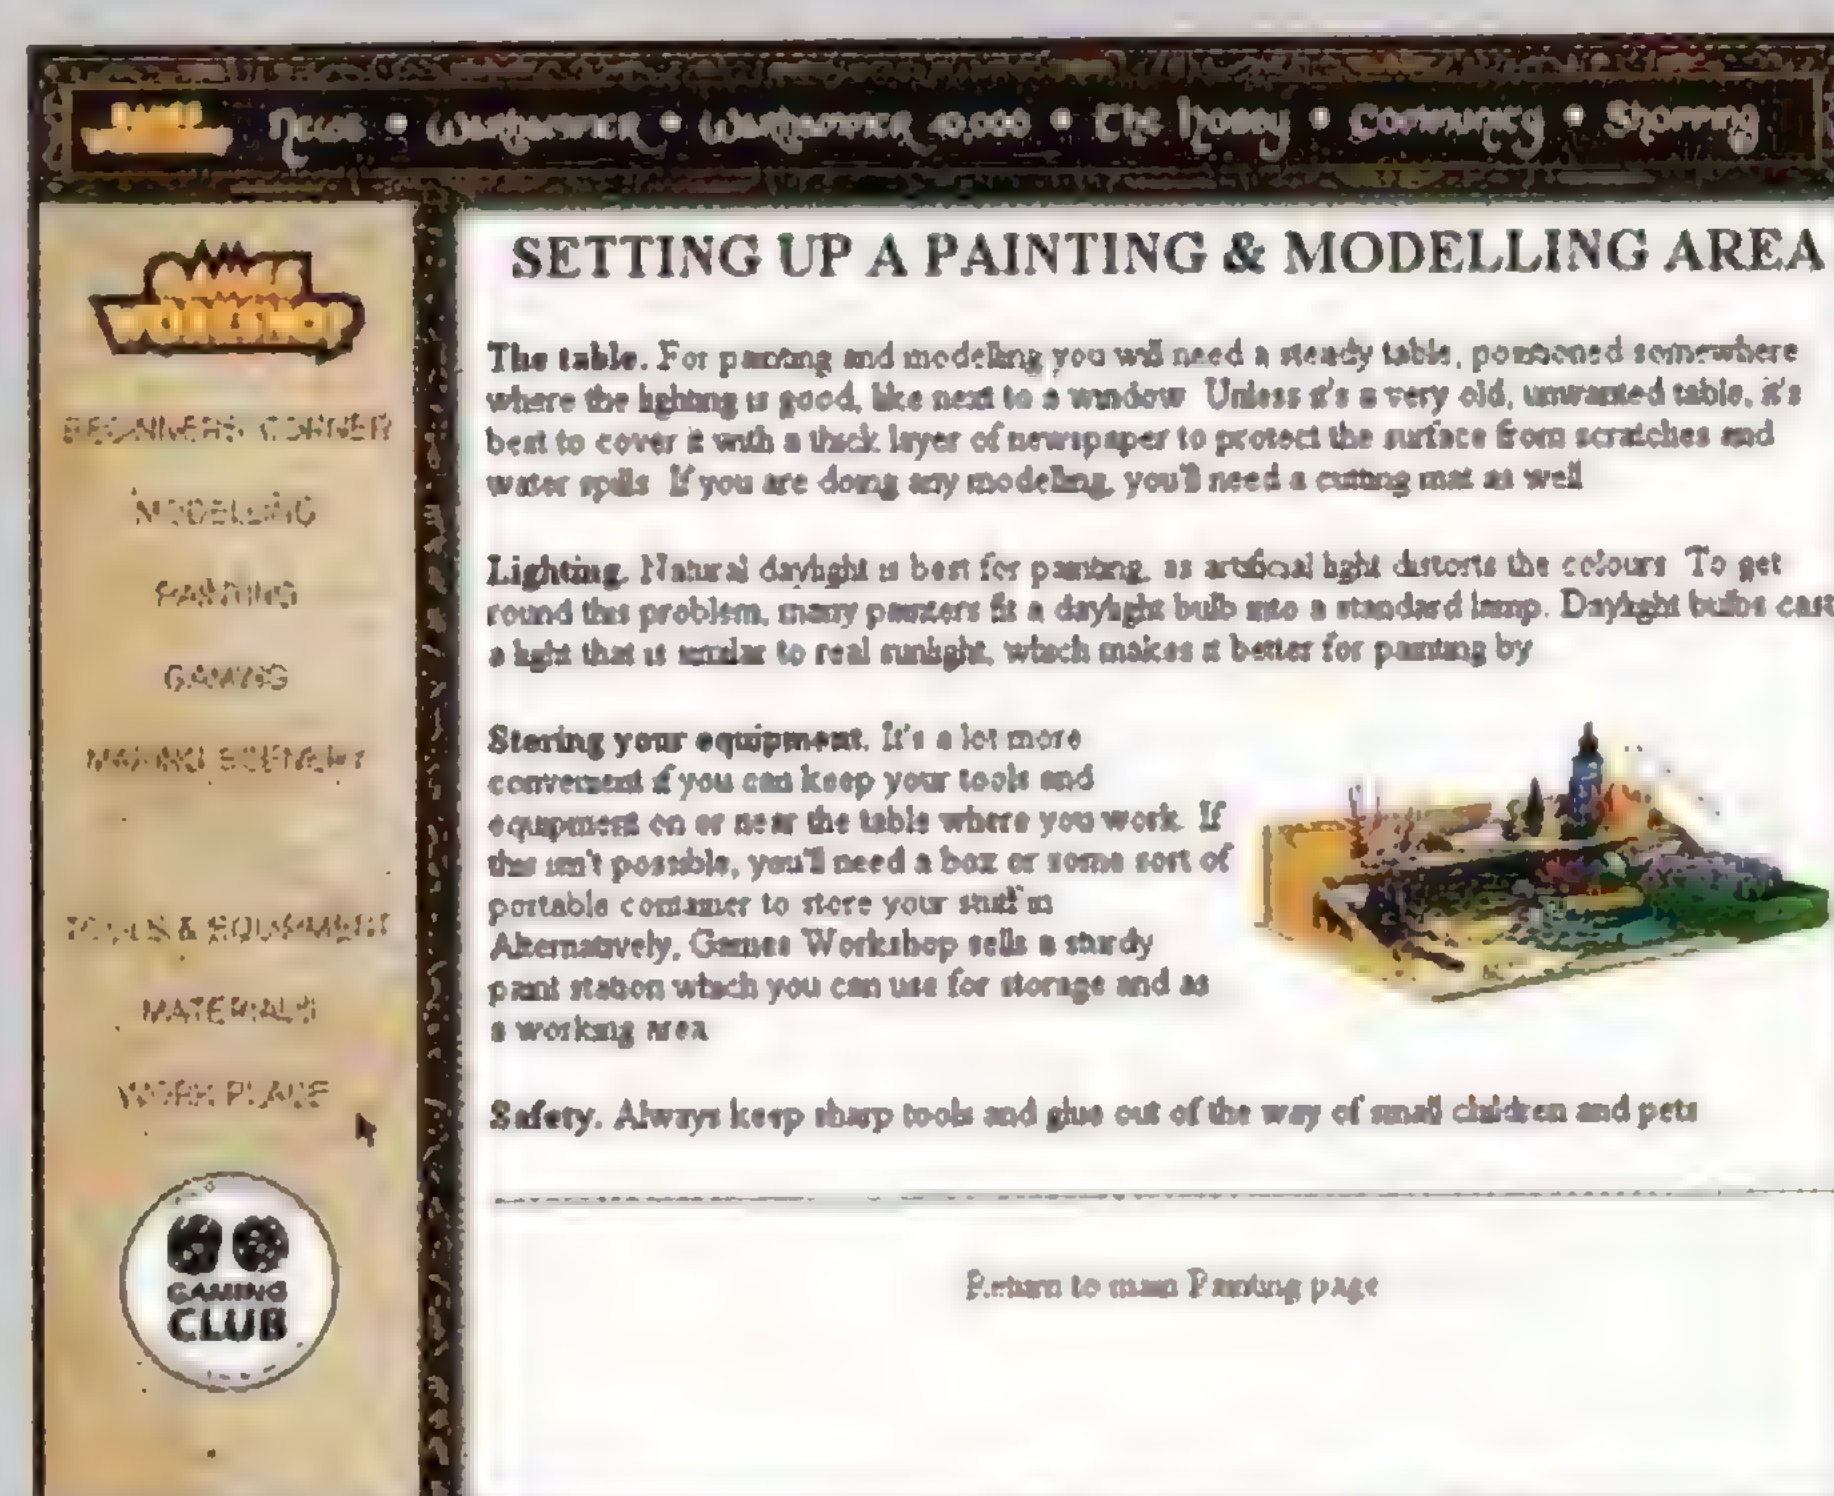 News • Warhammer • Warhammer 40,000 • The Hobby • Community • Shopping
GAMES
WORKSHOP
BEGINNERS' CORNER
MODELLING
PAINTING
GAMING
MAKING SCENERY
TOOLS & EQUIPMENT
MATERIALS
WORK PLACE
GAMING
CLUB
SETTING UP A PAINTING & MODELLING AREA
The table. For painting and modelling you will need a steady table, positioned somewhere
where the lighting is good, like next to a window. Unless it's a very old, unwanted table, it's
best to cover it with a thick layer of newspaper to protect the surface from scratches and
water spills. If you are doing any modelling, you'll need a cutting mat as well.
Lighting. Natural daylight is best for painting, as artificial light distorts the colours. To get
round this problem, many painters fit a daylight bulb into a standard lamp. Daylight bulbs cast
a light that is similar to real sunlight, which makes it better for painting by.
Storing your equipment. It's a lot more
convenient if you can keep your tools and
equipment on or near the table where you work. If
this isn't possible, you'll need a box or some sort of
portable container to store your stuff in.
Alternatively, Games Workshop sells a sturdy
paint station which you can use for storage and as
a working area.
Safety. Always keep sharp tools and glue out of the way of small children and pets.
Return to main Painting page